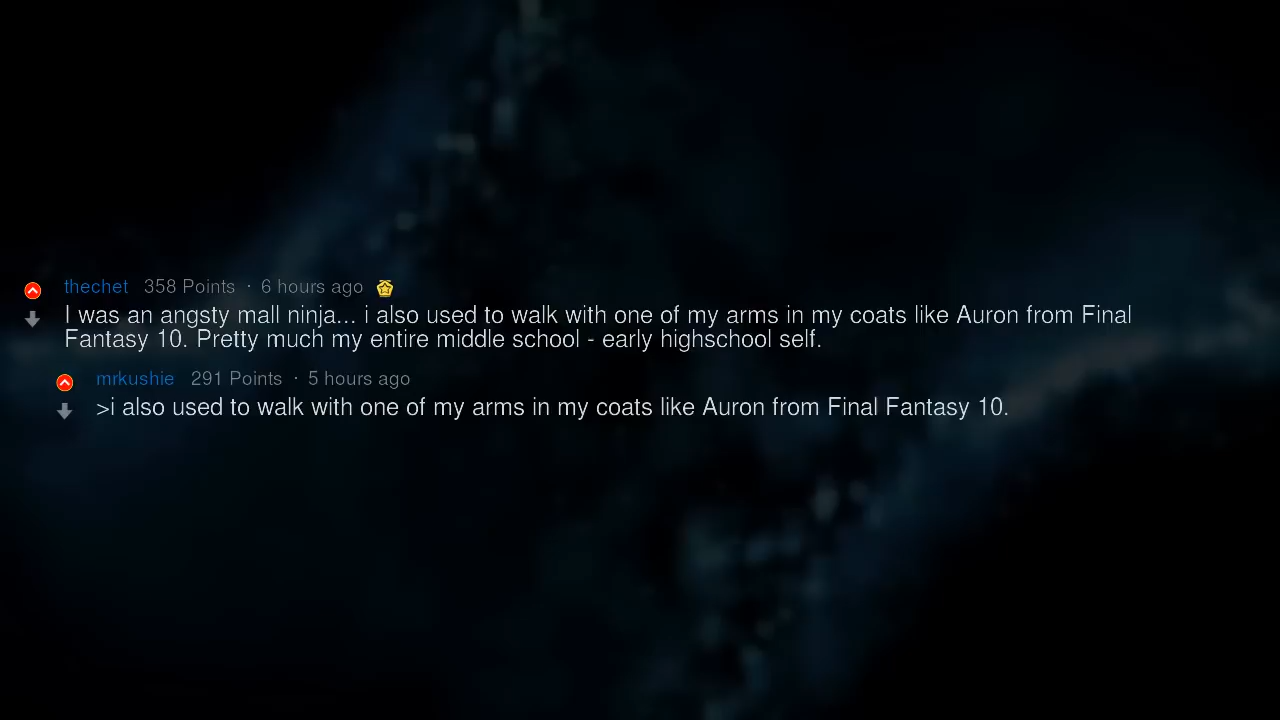 thechet 358 Points · 6 hours ago
I was an angsty mall ninja... i also used to walk with one of my arms in my coats like Auron from Final
Fantasy 10. Pretty much my entire middle school - early highschool self.
mrkushie 291 Points · 5 hours ago
>i also used to walk with one of my arms in my coats like Auron from Final Fantasy 10.